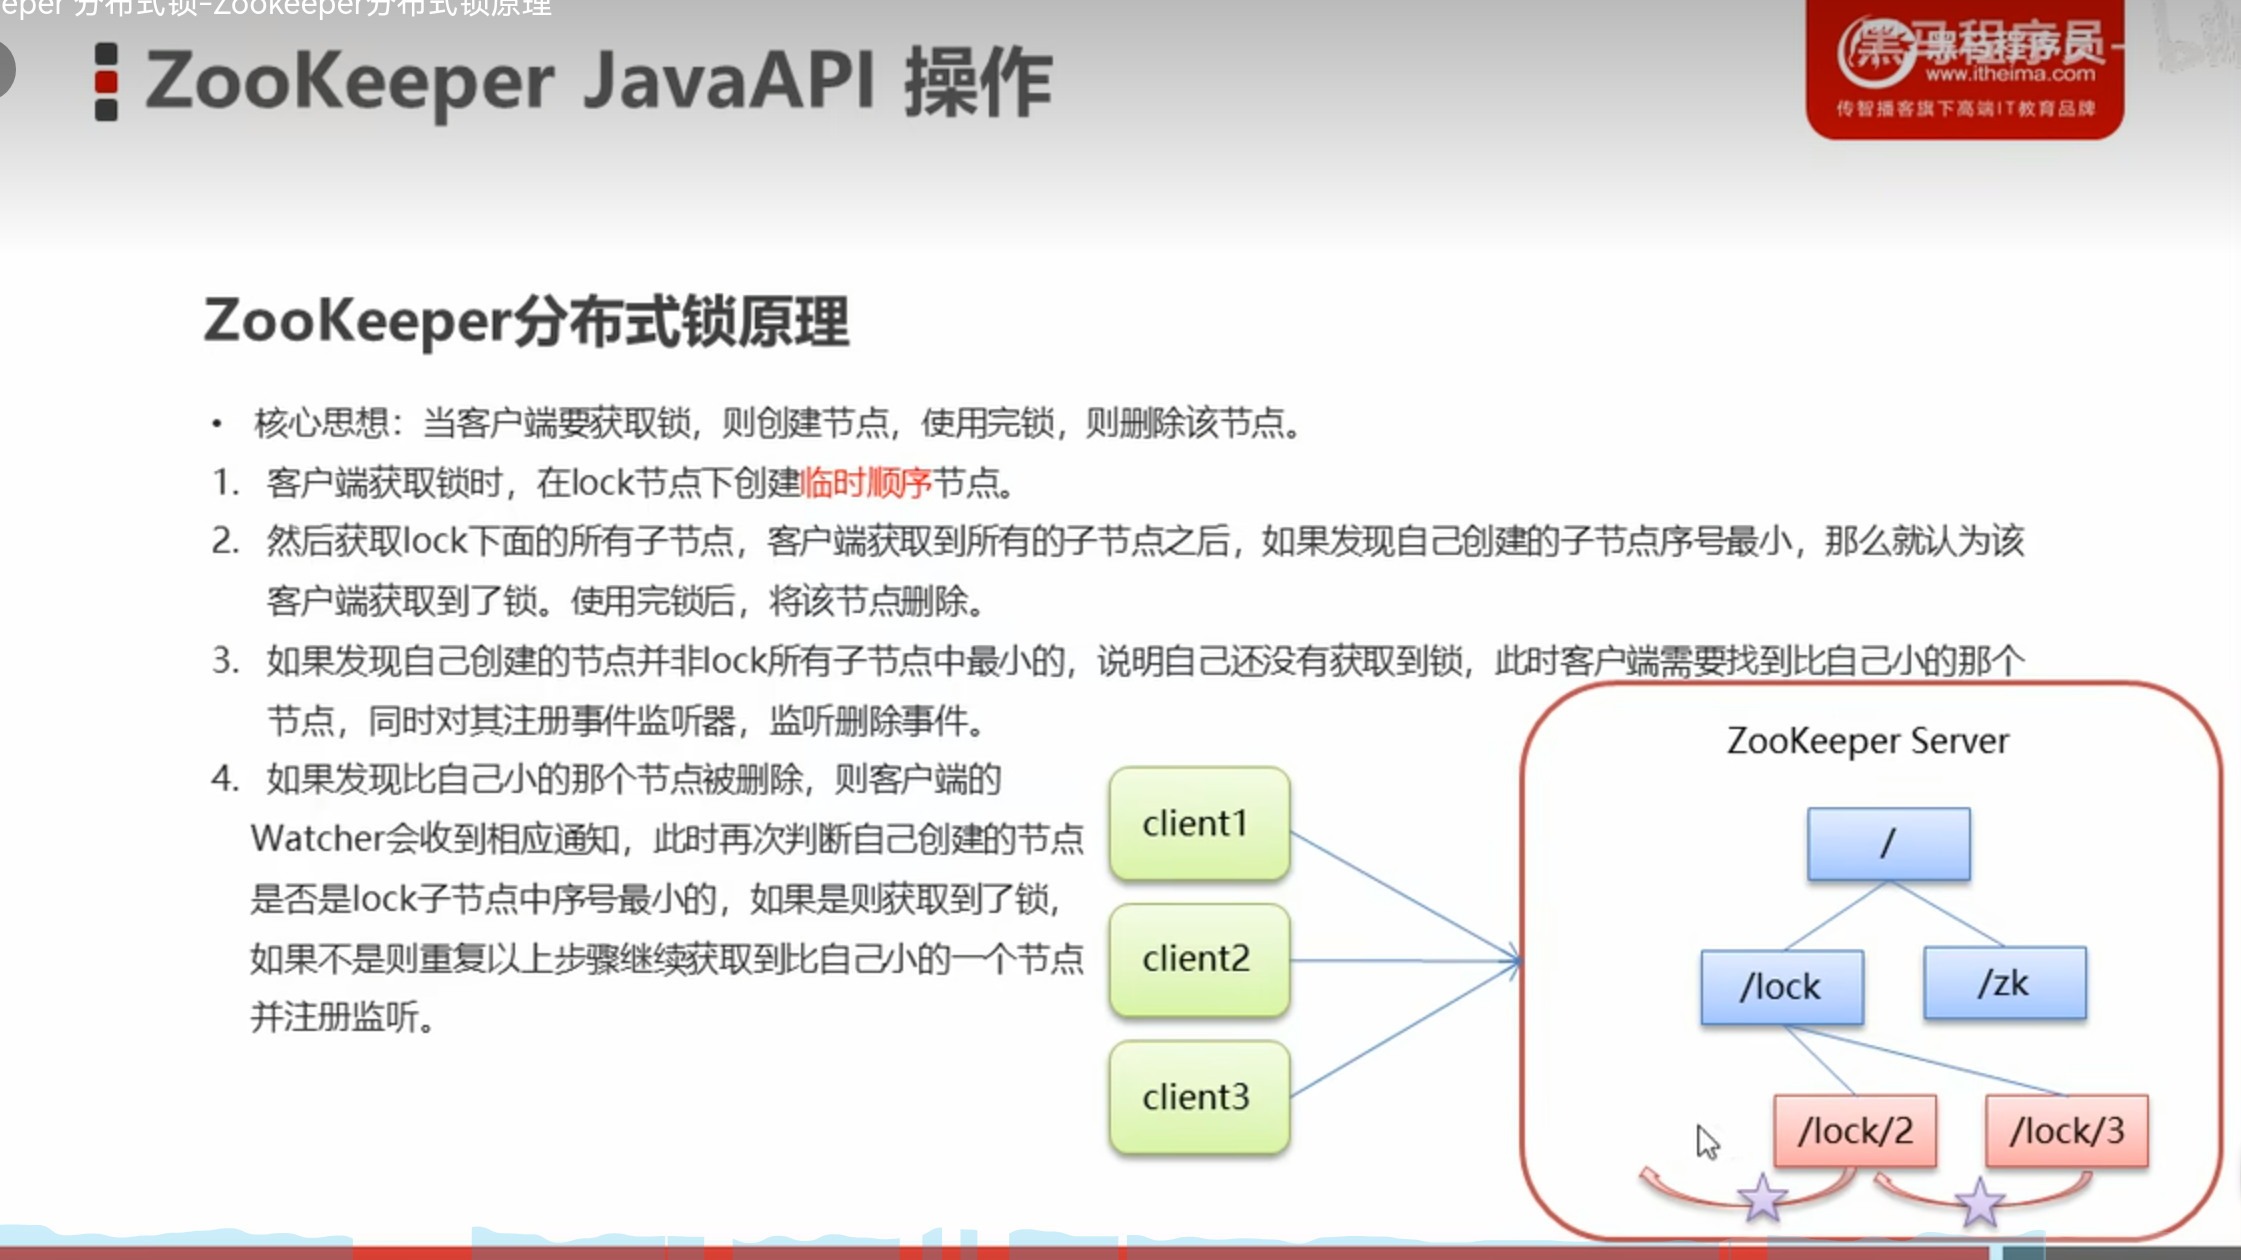 eper 分布式锁-Zookeeper分布式锁原理
ZooKeeper JavaAPI 操作
黑马程序员
www.itheima.com
传智播客旗下高端IT教育品牌
ZooKeeper分布式锁原理
• 核心思想：当客户端要获取锁，则创建节点，使用完锁，则删除该节点。
1. 客户端获取锁时，在lock节点下创建临时顺序节点。
2. 然后获取lock下面的所有子节点，客户端获取到所有的子节点之后，如果发现自己创建的子节点序号最小，那么就认为该
客户端获取到了锁。使用完锁后，将该节点删除。
3. 如果发现自己创建的节点并非lock所有子节点中最小的，说明自己还没有获取到锁，此时客户端需要找到比自己小的那个
节点，同时对其注册事件监听器，监听删除事件。
4. 如果发现比自己小的那个节点被删除，则客户端的
Watcher会收到相应通知，此时再次判断自己创建的节点
是否是lock子节点中序号最小的，如果是则获取到了锁，
如果不是则重复以上步骤继续获取到比自己小的一个节点
并注册监听。
client1
client2
client3
ZooKeeper Server
/
/lock
/zk
/lock/2
/lock/3